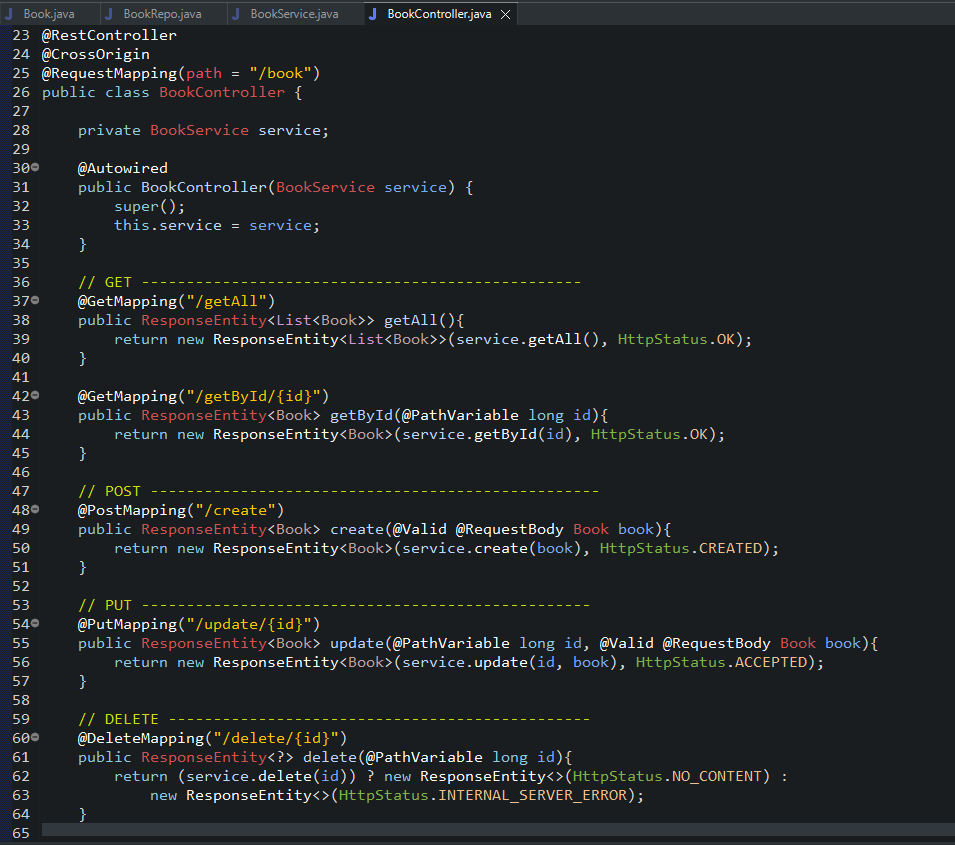 Book.java BookRepo.java BookService.java BookController.java
23 @RestController
24 @CrossOrigin
25 @RequestMapping(path = "/book")
26 public class BookController {
27
28     private BookService service;
29
30     @Autowired
31     public BookController(BookService service) {
32         super();
33         this.service = service;
34     }
35
36     // GET -------------------------------------------------
37     @GetMapping("/getAll")
38     public ResponseEntity<List<Book>> getAll(){
39         return new ResponseEntity<List<Book>>(service.getAll(), HttpStatus.OK);
40     }
41
42     @GetMapping("/getById/{id}")
43     public ResponseEntity<Book> getById(@PathVariable long id){
44         return new ResponseEntity<Book>(service.getById(id), HttpStatus.OK);
45     }
46
47     // POST --------------------------------------------------
48     @PostMapping("/create")
49     public ResponseEntity<Book> create(@Valid @RequestBody Book book){
50         return new ResponseEntity<Book>(service.create(book), HttpStatus.CREATED);
51     }
52
53     // PUT --------------------------------------------------
54     @PutMapping("/update/{id}")
55     public ResponseEntity<Book> update(@PathVariable long id, @Valid @RequestBody Book book){
56         return new ResponseEntity<Book>(service.update(id, book), HttpStatus.ACCEPTED);
57     }
58
59     // DELETE -----------------------------------------------
60     @DeleteMapping("/delete/{id}")
61     public ResponseEntity<?> delete(@PathVariable long id){
62         return (service.delete(id)) ? new ResponseEntity<>(HttpStatus.NO_CONTENT) :
63             new ResponseEntity<>(HttpStatus.INTERNAL_SERVER_ERROR);
64     }
65